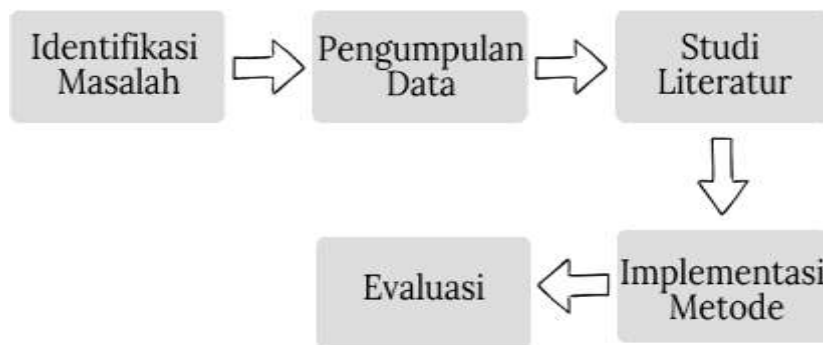 Identifikasi
Masalah
Pengumpulan
Data
Studi
Literatur
Implementasi
Metode
Evaluasi